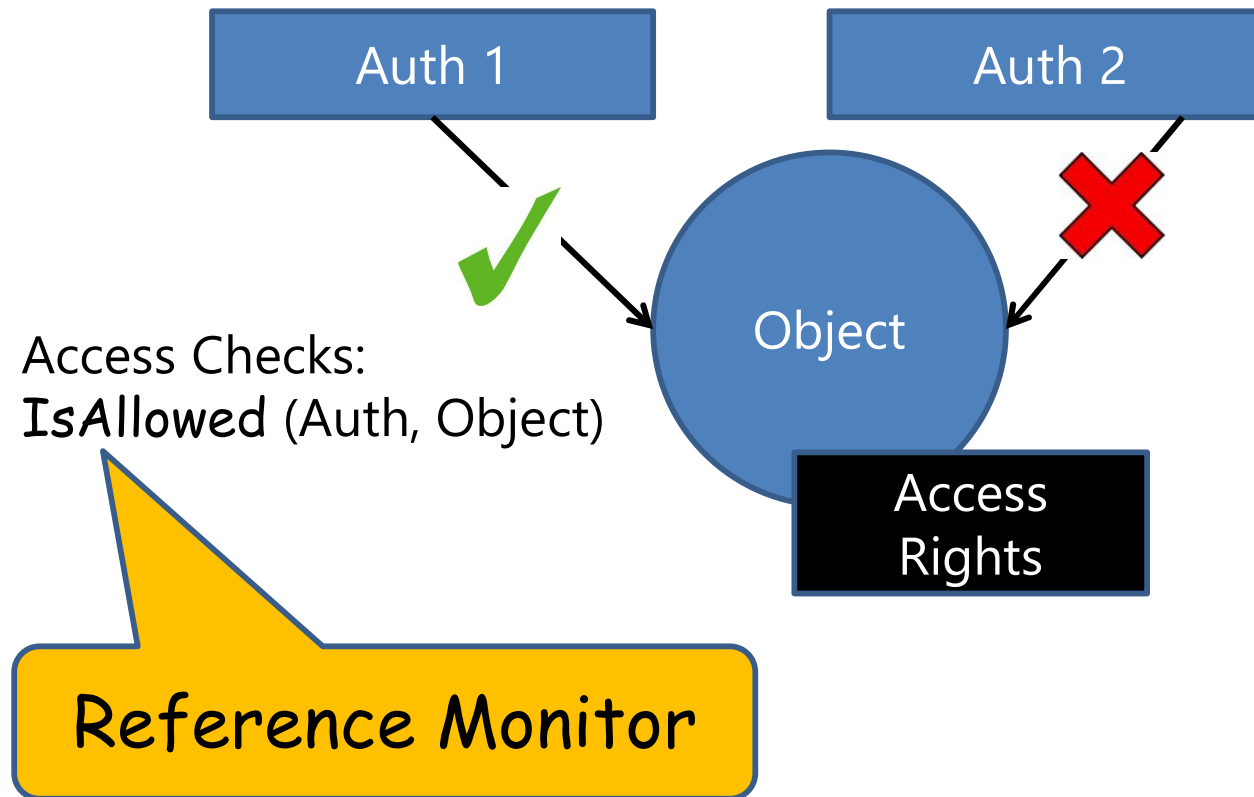 Auth 1
Auth 2
Object
Access Checks:
IsAllowed (Auth, Object)
Access
Rights
Reference Monitor